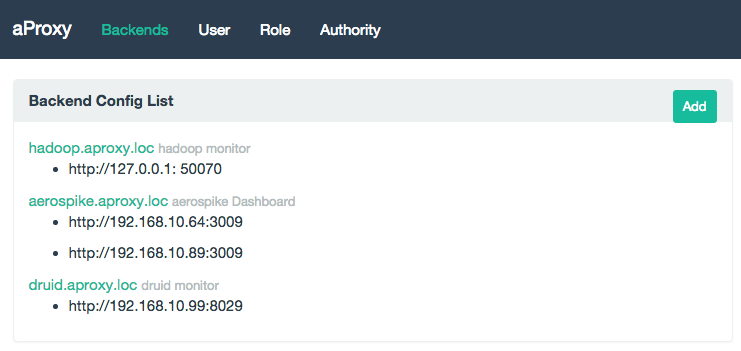 aProxy Backends User Role Authority
Backend Config List Add
hadoop.aproxy.loc hadoop monitor
• http://127.0.0.1: 50070
aerospike.aproxy.loc aerospike Dashboard
• http://192.168.10.64:3009
• http://192.168.10.89:3009
druid.aproxy.loc druid monitor
• http://192.168.10.99:8029